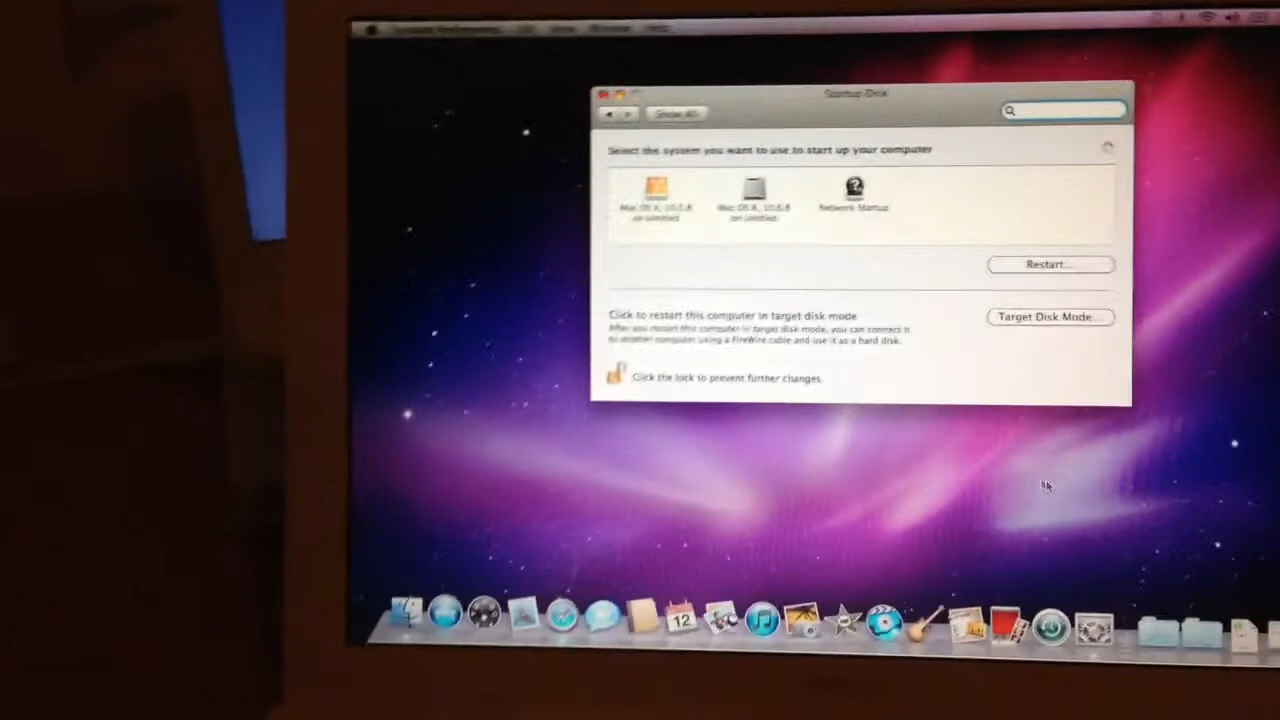 Startup Disk
Show All
Select the system you want to use to start up your computer
Mac OS X, 10.6.8
on Untitled
Mac OS X, 10.6.8
on Untitled
Network Startup
Restart...
Click to restart this computer in target disk mode
Target Disk Mode...
After you restart this computer in target disk mode, you can connect it
to another computer using a FireWire cable and use it as a hard disk.
Click the lock to prevent further changes.
12